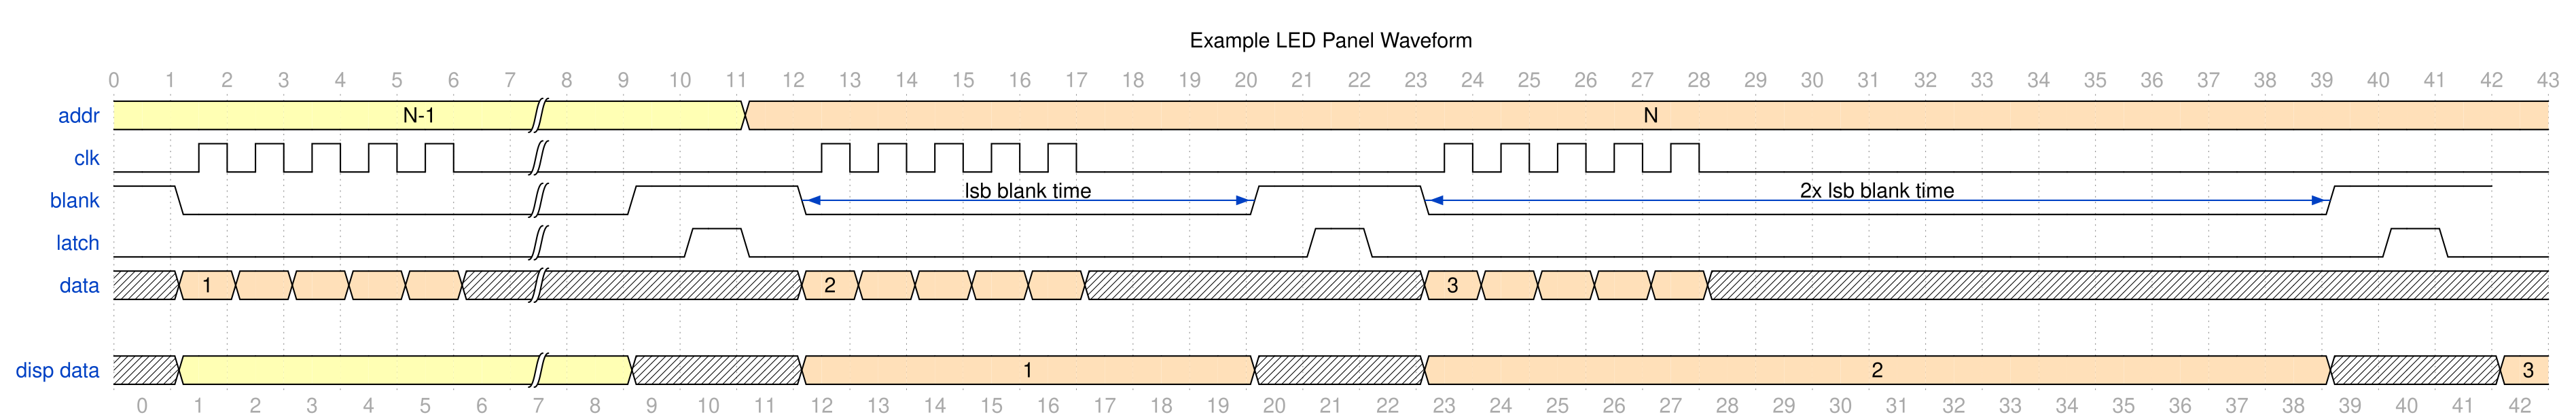 Example LED Panel Waveform
0 1 2 3 4 5 6 7 8 9 10 11 12 13 14 15 16 17 18 19 20 21 22 23 24 25 26 27 28 29 30 31 32 33 34 35 36 37 38 39 40 41 42 43
addr N-1 N
clk
blank lsb blank time 2x lsb blank time
latch
data 1 2 3
disp data 1 2 3
0 1 2 3 4 5 6 7 8 9 10 11 12 13 14 15 16 17 18 19 20 21 22 23 24 25 26 27 28 29 30 31 32 33 34 35 36 37 38 39 40 41 42